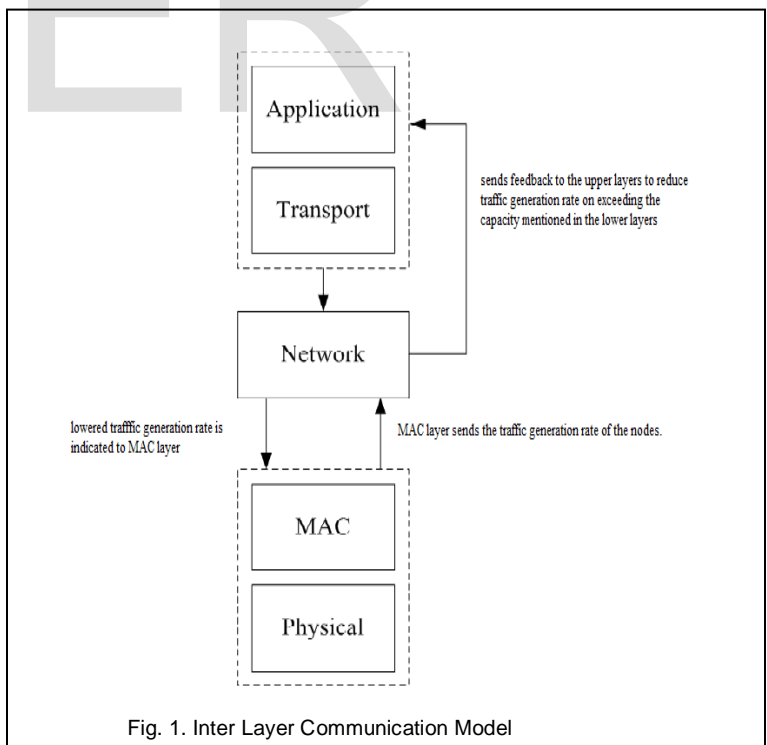 ER
Application
Transport
sends feedback to the upper layers to reduce
traffic generation rate on exceeding the
capacity mentioned in the lower layers
Network
lowered trafffic generation rate is
indicated to MAC layer
MAC layer sends the traffic generation rate of the nodes.
MAC
Physical
Fig. 1. Inter Layer Communication Model